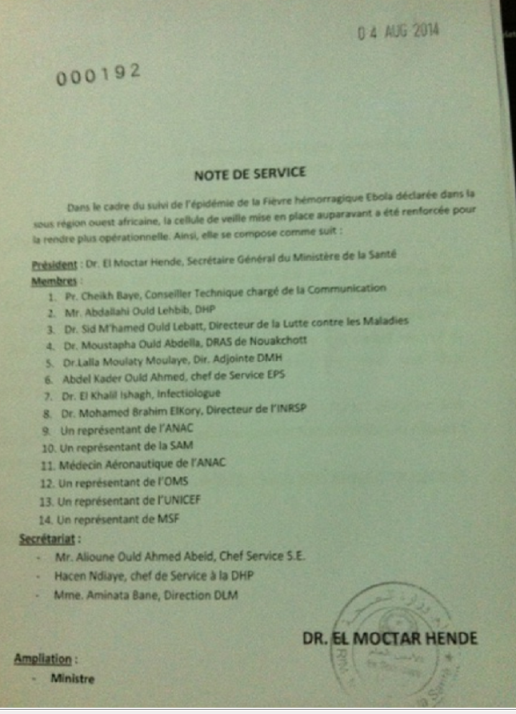 04 AUG 2014
000192
NOTE DE SERVICE
Dans le cadre du suivi de l'épidémie de la Fièvre hémorragique Ebola déclarée dans la
sous région ouest africaine, la cellule de veille mise en place auparavant a été renforcée pour
la rendre plus opérationnelle. Ainsi, elle se compose comme suit :
Président : Dr. El Moctar Hende, Secrétaire Général du Ministère de la Santé
Membres :
1. Pr. Cheikh Baye, Conseiller Technique chargé de la Communication
2. Mr. Abdallahi Ould Lehbib, DHP
3. Dr. Sid M'hamed Ould Lebatt, Directeur de la Lutte contre les Maladies
4. Dr. Moustapha Ould Abdella, DRAS de Nouakchott
5. Dr.Lalla Moulaty Moulaye, Dir. Adjointe DMH
6. Abdel Kader Ould Ahmed, chef de Service EPS
7. Dr. El Khalil Ishagh, Infectiologue
8. Dr. Mohamed Brahim ElKory, Directeur de l'INRSP
9. Un représentant de l'ANAC
10. Un représentant de la SAM
11. Médecin Aéronautique de l'ANAC
12. Un représentant de l'OMS
13. Un représentant de l'UNICEF
14. Un représentant de MSF
Secrétariat :
- Mr. Alioune Ould Ahmed Abeid, Chef Service S.E.
- Hacen Ndiaye, chef de Service à la DHP
- Mme. Aminata Bane, Direction DLM
DR. EL MOCTAR HENDE
Ampliation :
- Ministre